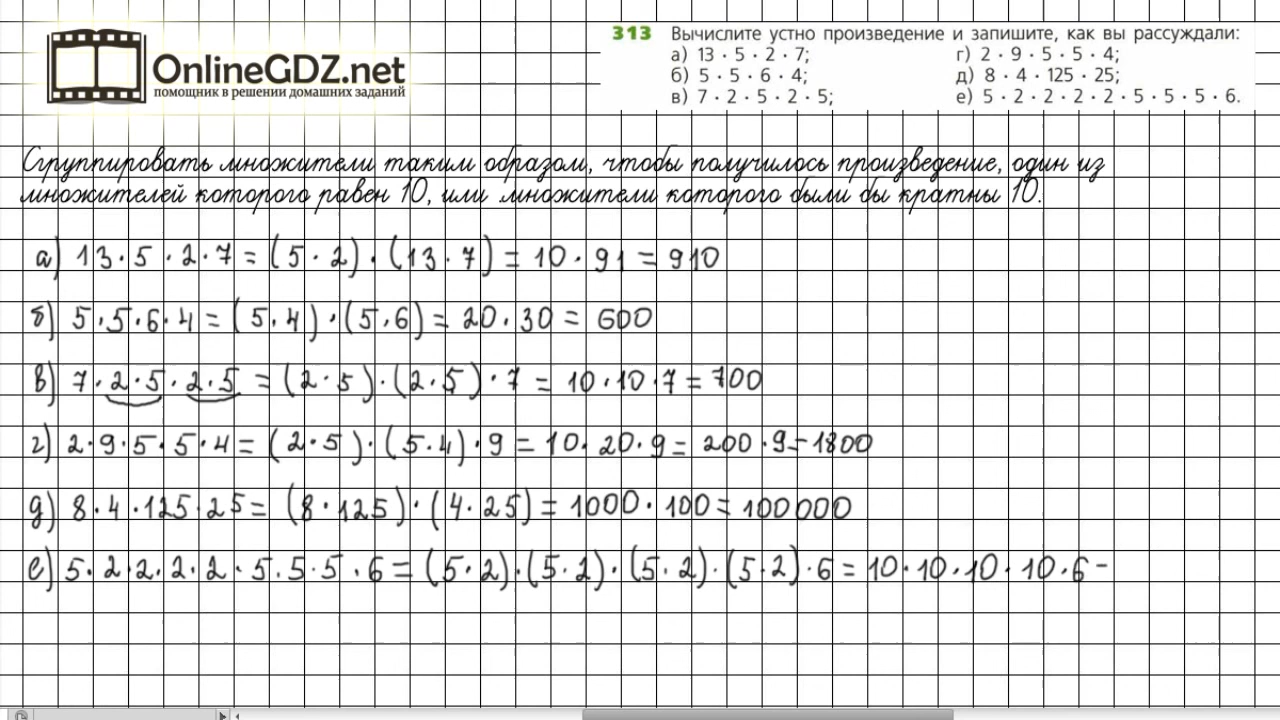 OnlineGDZ.net
помощник в решении домашних заданий
313 Вычислите устно произведение и запишите, как вы рассуждали:
а) 13 · 5 · 2 · 7; г) 2 · 9 · 5 · 5 · 4;
б) 5 · 5 · 6 · 4; д) 8 · 4 · 125 · 25;
в) 7 · 2 · 5 · 2 · 5; е) 5 · 2 · 2 · 2 · 2 · 5 · 5 · 5 · 6.
Сгруппировать множители таким образом, чтобы получилось произведение, один из
множителей которого равен 10, или множители которого были бы кратны 10.
а) 13 · 5 · 2 · 7 = (5 · 2) · (13 · 7) = 10 · 91 = 910
б) 5 · 5 · 6 · 4 = (5 · 4) · (5 · 6) = 20 · 30 = 600
в) 7 · 2 · 5 · 2 · 5 = (2 · 5) · (2 · 5) · 7 = 10 · 10 · 7 = 700
г) 2 · 9 · 5 · 5 · 4 = (2 · 5) · (5 · 4) · 9 = 10 · 20 · 9 = 200 · 9 = 1800
д) 8 · 4 · 125 · 25 = (8 · 125) · (4 · 25) = 1000 · 100 = 100000
е) 5 · 2 · 2 · 2 · 2 · 5 · 5 · 5 · 6 = (5 · 2) · (5 · 2) · (5 · 2) · (5 · 2) · 6 = 10 · 10 · 10 · 10 · 6 -